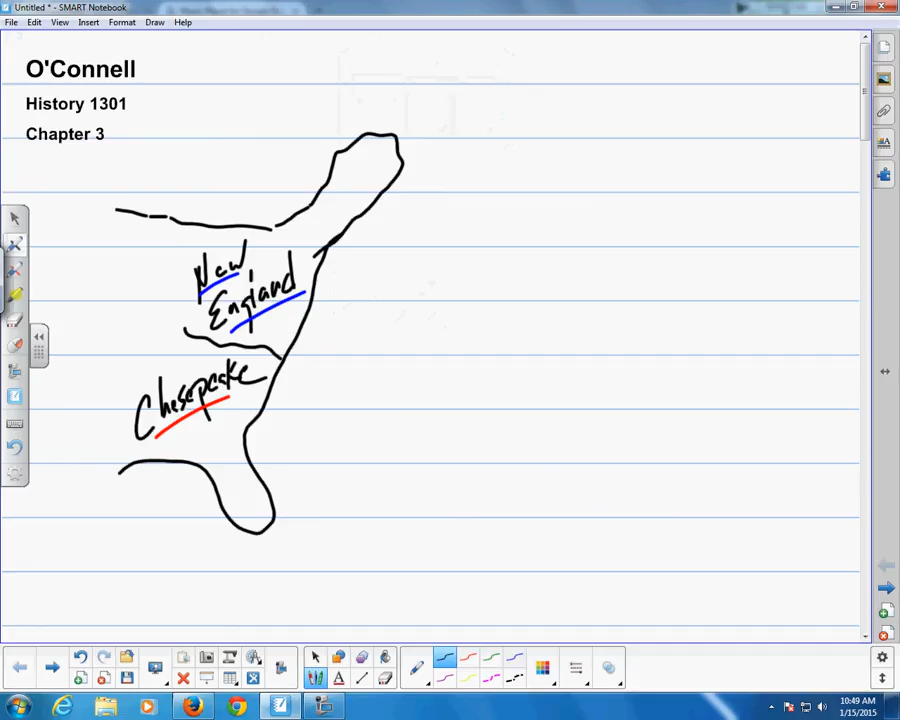 Untitled * - SMART Notebook
File Edit View Insert Format Draw Help
O'Connell
History 1301
Chapter 3
New
England
Chesepeake
10:49 AM
1/15/2015